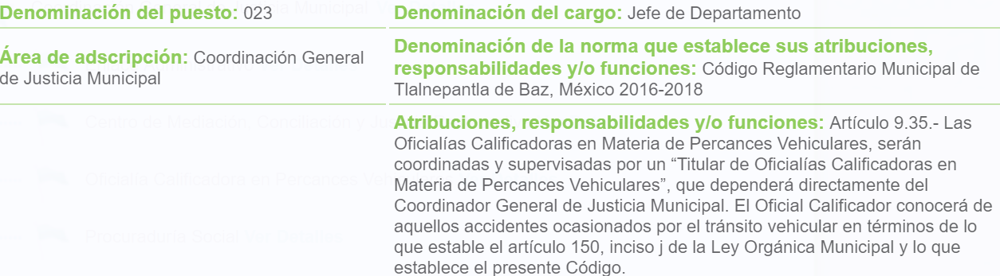 Denominación del puesto: 023
Denominación del cargo: Jefe de Departamento
Área de adscripción: Coordinación General
de Justicia Municipal
Denominación de la norma que establece sus atribuciones,
responsabilidades y/o funciones: Código Reglamentario Municipal de
Tlalnepantla de Baz, México 2016-2018
Atribuciones, responsabilidades y/o funciones: Artículo 9.35.- Las
Oficialías Calificadoras en Materia de Percances Vehiculares, serán
coordinadas y supervisadas por un “Titular de Oficialías Calificadoras en
Materia de Percances Vehiculares”, que dependerá directamente del
Coordinador General de Justicia Municipal. El Oficial Calificador conocerá de
aquellos accidentes ocasionados por el tránsito vehicular en términos de lo
que estable el artículo 150, inciso j de la Ley Orgánica Municipal y lo que
establece el presente Código.
Centro de Mediación, Conciliación y
Oficialía Calificadora en Percances
Procuraduría Social Ver Detalles